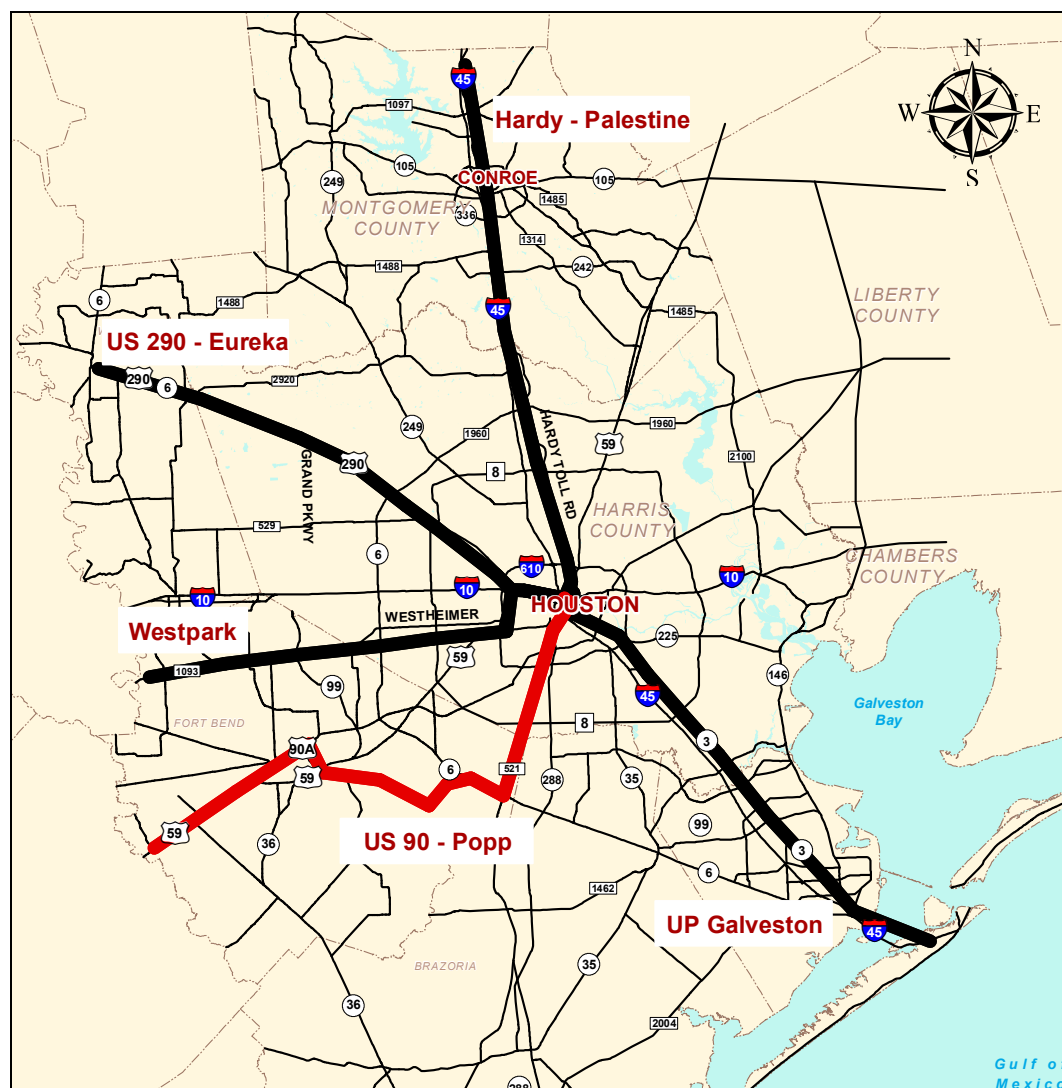 N
W
E
S
45
1097
Hardy - Palestine
105
CONROE
105
249
1485
MONTGOMERY
COUNTY
336
1314
1488
242
6
1488
45
1485
LIBERTY
COUNTY
US 290 - Eureka
290
6
2920
HARDY TOLL RD
249
1960
59
1960
GRAND PKWY
290
8
2100
HARRIS
COUNTY
529
6
CHAMBERS
COUNTY
610
10
10
10
HOUSTON
WESTHEIMER
Westpark
225
59
1093
99
146
45
Galveston
Bay
FORT BEND
8
3
90A
59
6
521
288
35
59
99
US 90 - Popp
36
3
6
1462
UP Galveston
45
BRAZORIA
35
36
2004
288
Gulf of
Mexico